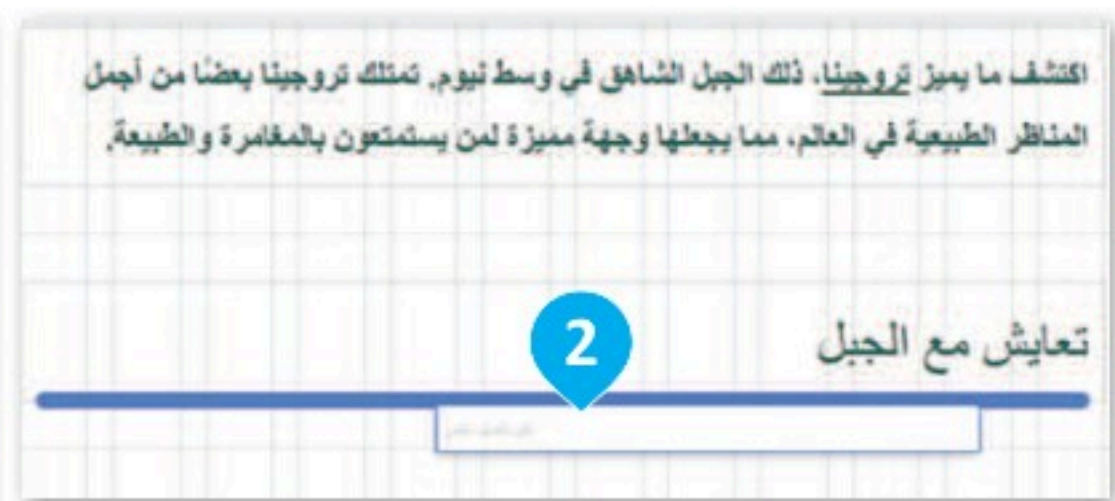 اكتشف ما يميز تروجينا، ذلك الجبل الشاهق في وسط نيوم. تمتلك تروجينا بعضًا من أجمل
المناظر الطبيعية في العالم، مما يجعلها وجهة مميزة لمن يستمتعون بالمغامرة والطبيعة.
2
تعايش مع الجبل